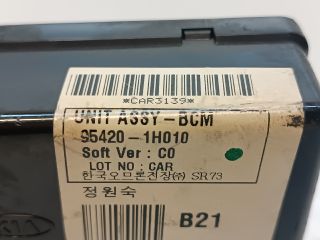 *CAR3139*
UNIT ASSY-BCM
95420-1H010
Soft Ver : C0
LOT NO : CAR
한국오므론전장㈜ SR73
정원숙
B21
KIA